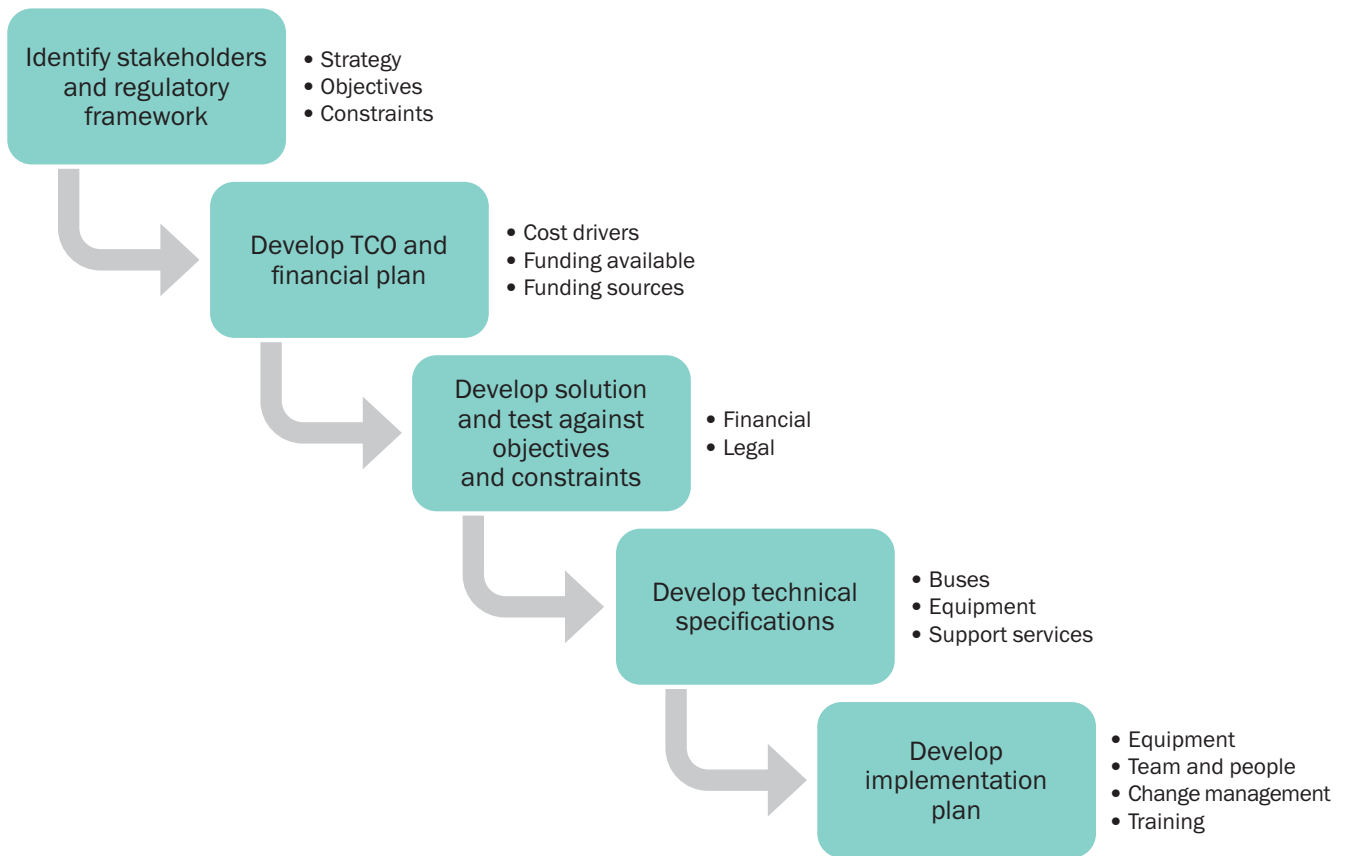 Identify stakeholders
and regulatory
framework
• Strategy
• Objectives
• Constraints
Develop TCO and
financial plan
• Cost drivers
• Funding available
• Funding sources
Develop solution
and test against
objectives
and constraints
• Financial
• Legal
Develop technical
specifications
• Buses
• Equipment
• Support services
Develop
implementation
plan
• Equipment
• Team and people
• Change management
• Training